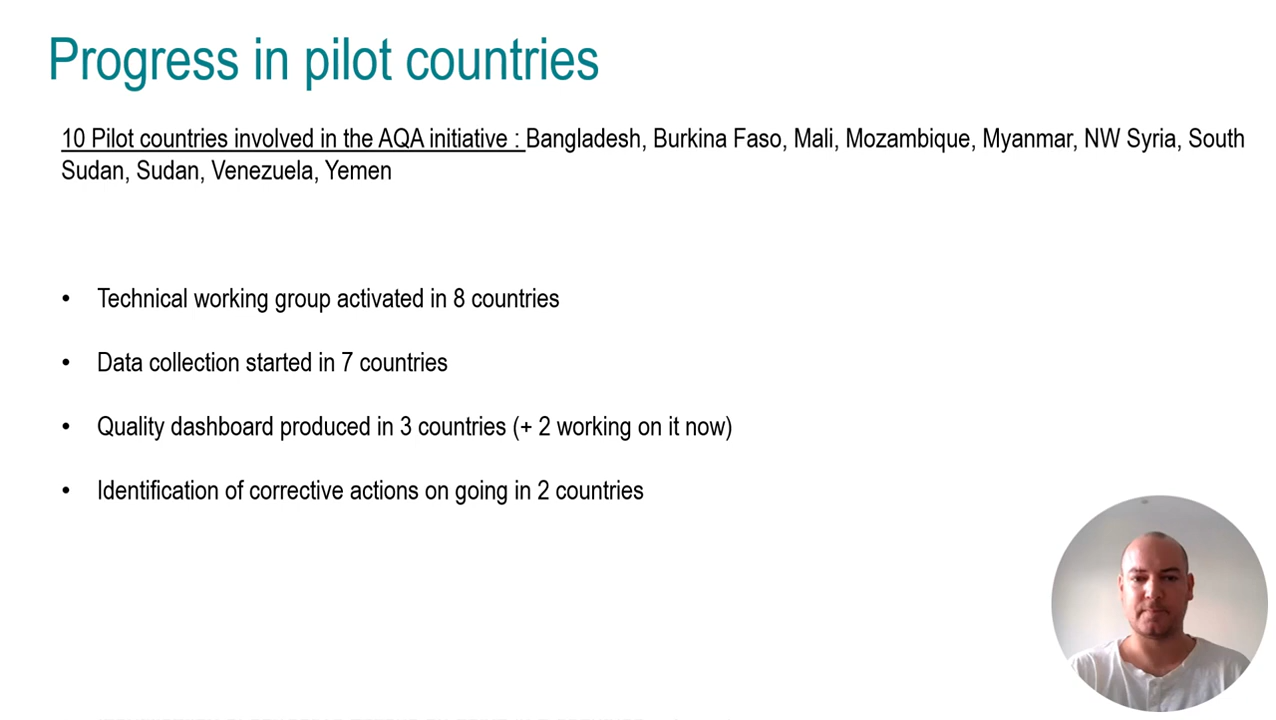 Progress in pilot countries
10 Pilot countries involved in the AQA initiative : Bangladesh, Burkina Faso, Mali, Mozambique, Myanmar, NW Syria, South
Sudan, Sudan, Venezuela, Yemen
• Technical working group activated in 8 countries
• Data collection started in 7 countries
• Quality dashboard produced in 3 countries (+ 2 working on it now)
• Identification of corrective actions on going in 2 countries